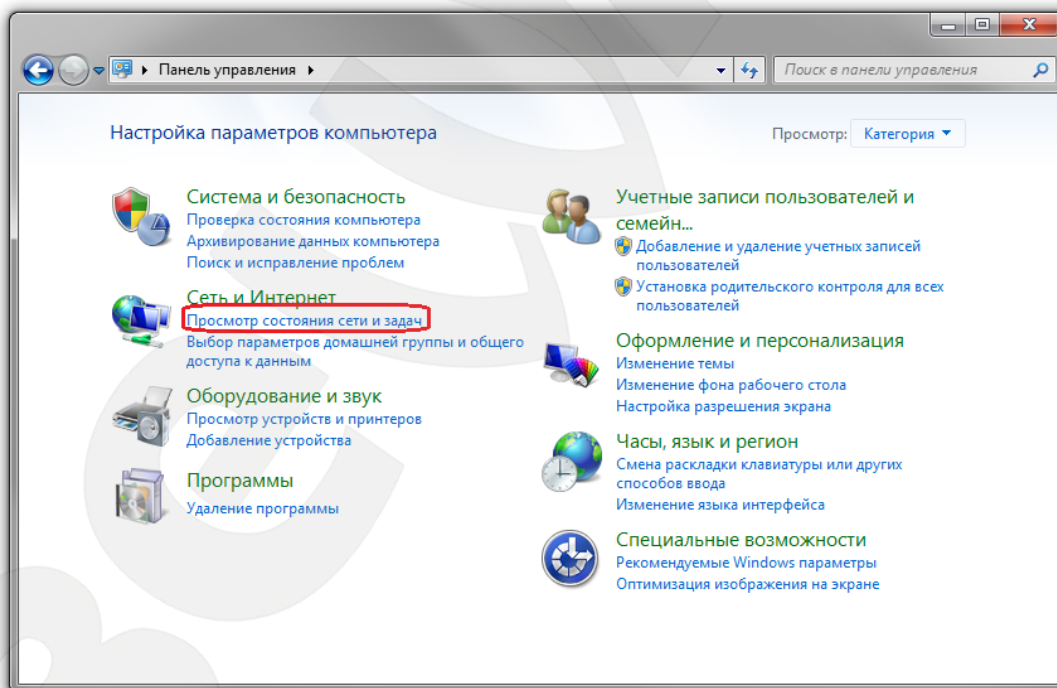 Панель управления
Поиск в панели управления
Настройка параметров компьютера
Просмотр: Категория
Система и безопасность
Проверка состояния компьютера
Архивирование данных компьютера
Поиск и исправление проблем
Сеть и Интернет
Просмотр состояния сети и задач
Выбор параметров домашней группы и общего
доступа к данным
Оборудование и звук
Просмотр устройств и принтеров
Добавление устройства
Программы
Удаление программы
Учетные записи пользователей и
семейн...
Добавление и удаление учетных записей
пользователей
Установка родительского контроля для всех
пользователей
Оформление и персонализация
Изменение темы
Изменение фона рабочего стола
Настройка разрешения экрана
Часы, язык и регион
Смена раскладки клавиатуры или других
способов ввода
Изменение языка интерфейса
Специальные возможности
Рекомендуемые Windows параметры
Оптимизация изображения на экране